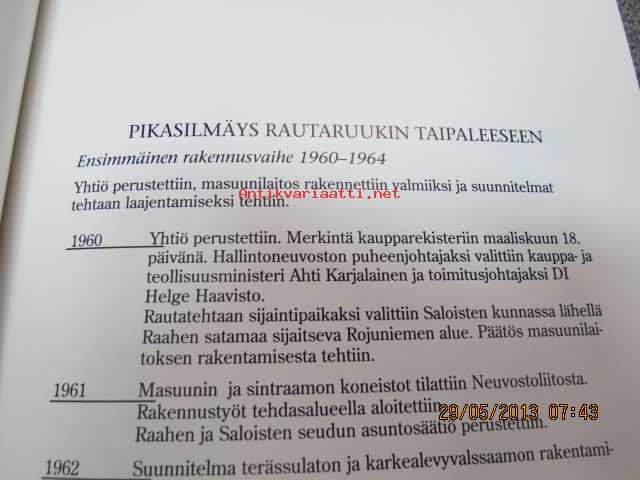 PIKASILMÄYS RAUTARUUKIN TAIPALEESEEN
Ensimmäinen rakennusvaihe 1960–1964
Yhtiö perustettiin, masuunilaitos rakennettiin valmiiksi ja suunnitelmat
Antikvariaatti.net
tehtaan laajentamiseksi tehtiin.
1960 Yhtiö perustettiin. Merkintä kaupparekisteriin maaliskuun 18.
päivänä. Hallintoneuvoston puheenjohtajaksi valittiin kauppa- ja
teollisuusministeri Ahti Karjalainen ja toimitusjohtajaksi DI
Helge Haavisto.
Rautatehtaan sijaintipaikaksi valittiin Saloisten kunnassa lähellä
Raahen satamaa sijaitseva Rojuniemen alue. Päätös masuunilai-
toksen rakentamisesta tehtiin.
1961 Masuunin ja sintraamon koneistot tilattiin Neuvostoliitosta.
Rakennustyöt tehdasalueella aloitettiin.
29/05/2013 07:43
Raahen ja Saloisten seudun asuntosäätiö perustettiin.
1962 Suunnitelma terässulaton ja karkealevyvalssaamon rakentami-